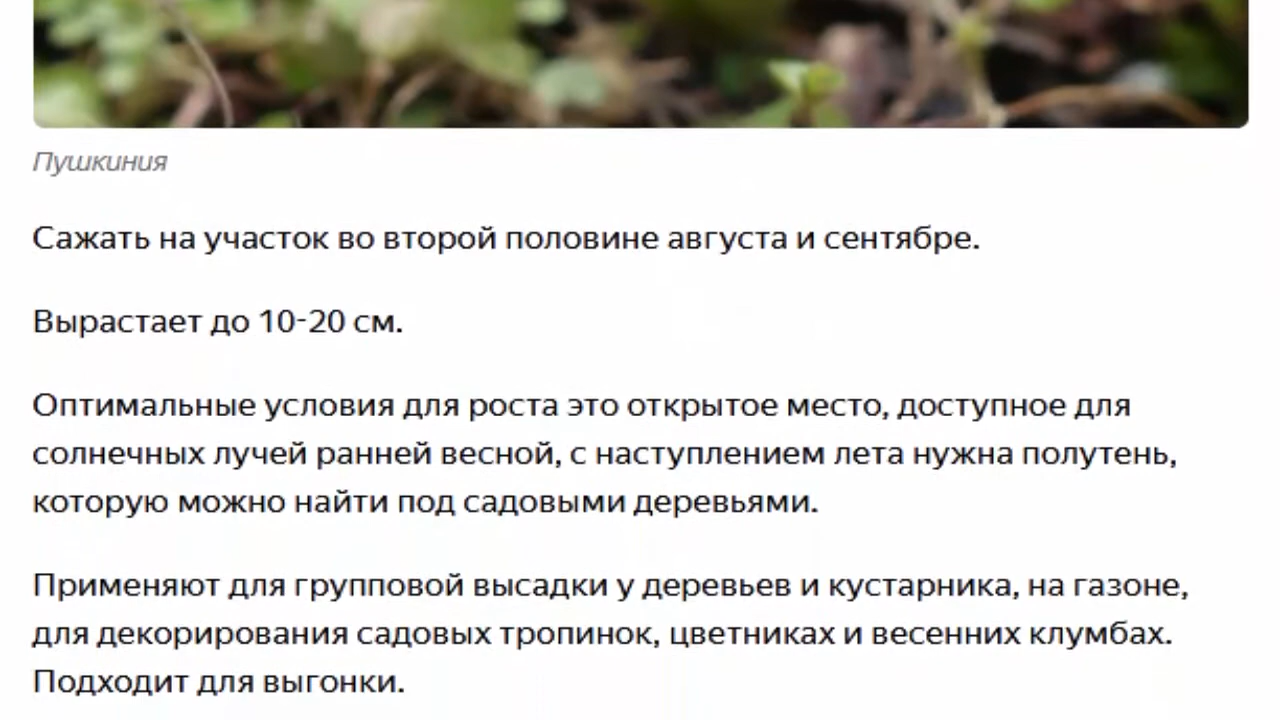 Пушкиния
Сажать на участок во второй половине августа и сентябре.
Вырастает до 10-20 см.
Оптимальные условия для роста это открытое место, доступное для
солнечных лучей ранней весной, с наступлением лета нужна полутень,
которую можно найти под садовыми деревьями.
Применяют для групповой высадки у деревьев и кустарника, на газоне,
для декорирования садовых тропинок, цветниках и весенних клумбах.
Подходит для выгонки.